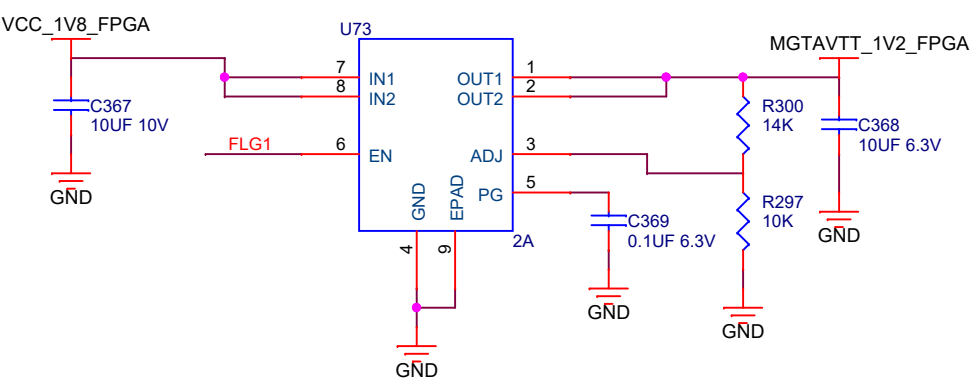 VCC_1V8_FPGA
U73
MGTAVTT_1V2_FPGA
7 IN1 OUT1 1
8 IN2 OUT2 2
C367
10UF 10V
R300
14K
C368
10UF 6.3V
FLG1 6 EN ADJ 3
GND
GND EPAD PG 5
R297
10K
C369
0.1UF 6.3V
2A
GND
4 9
GND
GND
GND